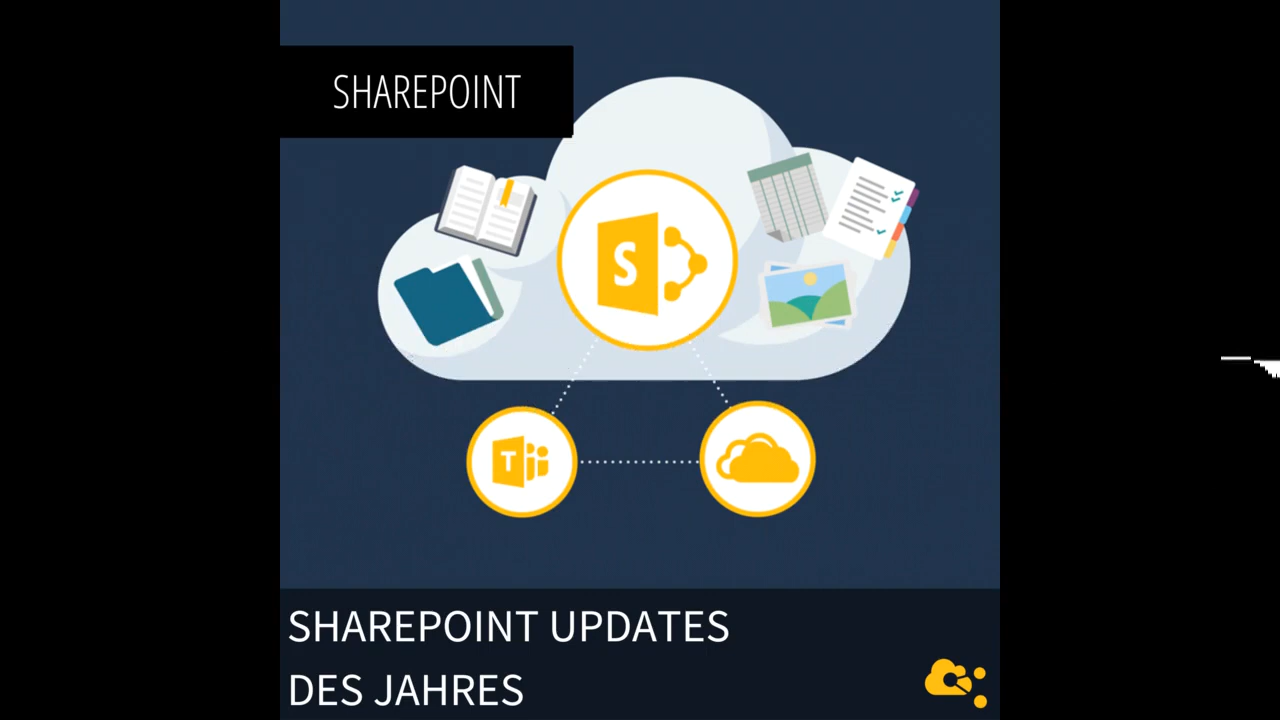 SHAREPOINT
S
T
SHAREPOINT UPDATES
DES JAHRES